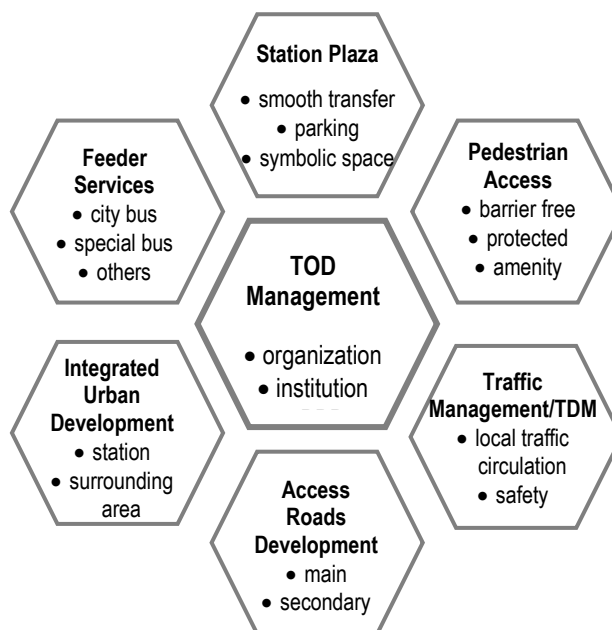 Station Plaza
• smooth transfer
• parking
• symbolic space
Feeder
Services
• city bus
• special bus
• others
Pedestrian
Access
• barrier free
• protected
• amenity
TOD
Management
• organization
• institution
Integrated
Urban
Development
• station
• surrounding
area
Traffic
Management/TDM
• local traffic
circulation
• safety
Access
Roads
Development
• main
• secondary